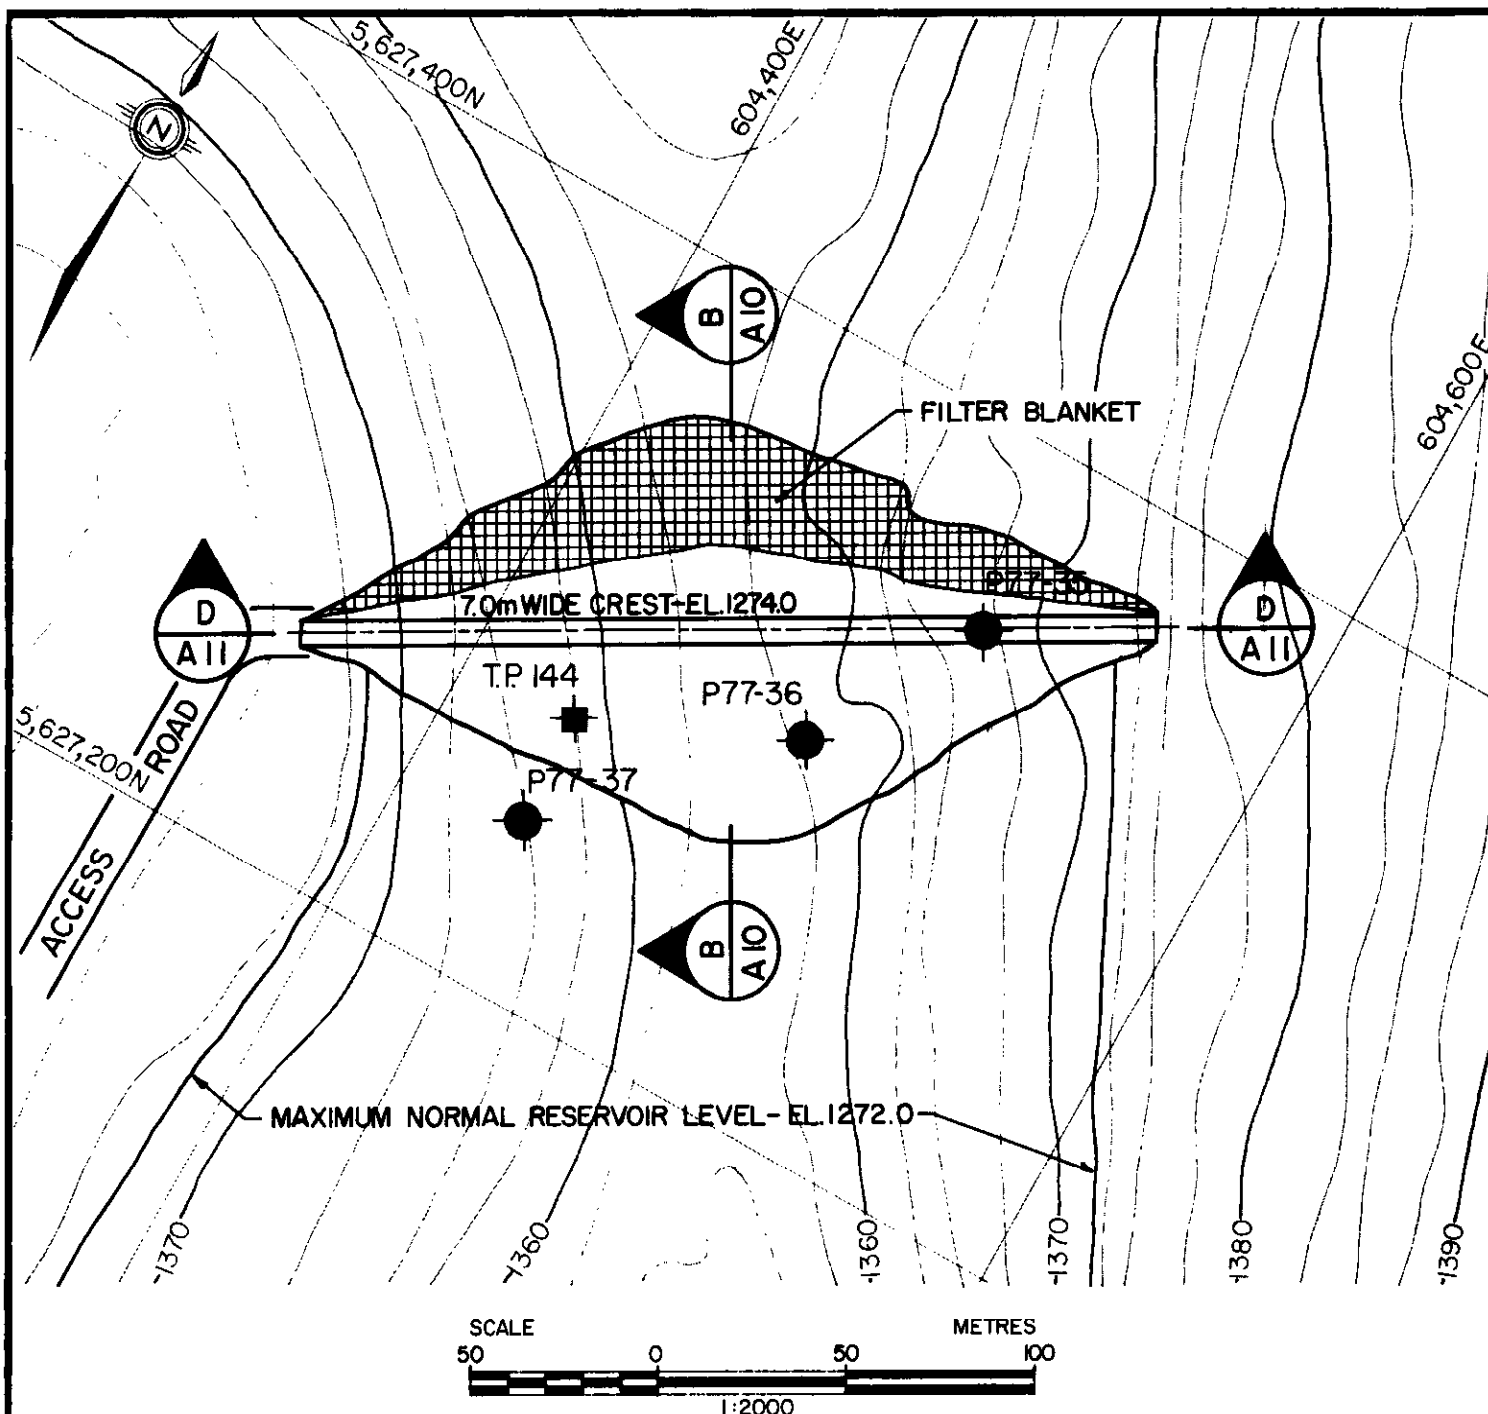 5,627,400N
604,400E
N
B
A10
FILTER BLANKET
604,600E
P77-35
7.0m WIDE CREST-EL.1274.0
D
A11
D
A11
T.P. 144
P77-36
5,627,200N
P77-37
ACCESS ROAD
B
A10
MAXIMUM NORMAL RESERVOIR LEVEL-EL.1272.0
1370
1360
1360
1370
1380
1390
SCALE
METRES
50 0 50 100
1:2000